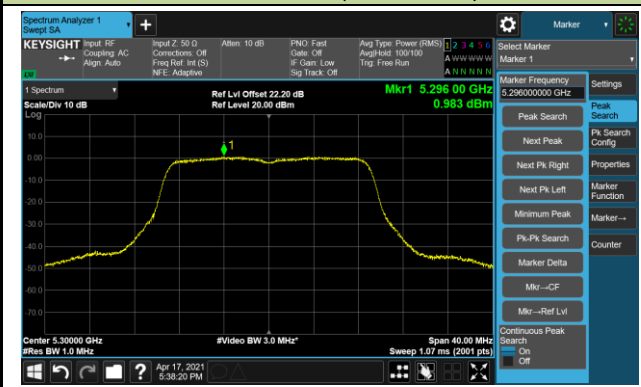 Spectrum Analyzer 1
Swept SA
Marker
KEYSIGHT
Input: RF
Coupling: AC
Align: Auto
Input Z: 50 Ω
Corrections: Off
Freq Ref: Int (S)
NFE: Adaptive
Atten: 10 dB
PNO: Fast
Gate: Off
IF Gain: Low
Sig Track: Off
Avg Type: Power (RMS)
Avg|Hold: 100/100
Trig: Free Run
1 2 3 4 5 6
A W W W W W
A N N N N N
Select Marker
Marker 1
1 Spectrum
Scale/Div 10 dB
Log
Ref Lvl Offset 22.20 dB
Ref Level 20.00 dBm
Mkr1 5.296 00 GHz
0.983 dBm
10.0
0.00
-10.0
-20.0
-30.0
-40.0
-50.0
-60.0
-70.0
1
Center 5.30000 GHz
#Res BW 1.0 MHz
#Video BW 3.0 MHz*
Span 40.00 MHz
Sweep 1.07 ms (2001 pts)
Marker Frequency
5.296000000 GHz
Peak Search
Next Peak
Next Pk Right
Next Pk Left
Minimum Peak
Pk-Pk Search
Marker Delta
Mkr→CF
Mkr→Ref Lvl
Continuous Peak
Search
On
Off
Settings
Peak
Search
Pk Search
Config
Properties
Marker
Function
Marker→
Counter
Apr 17, 2021
5:38:20 PM